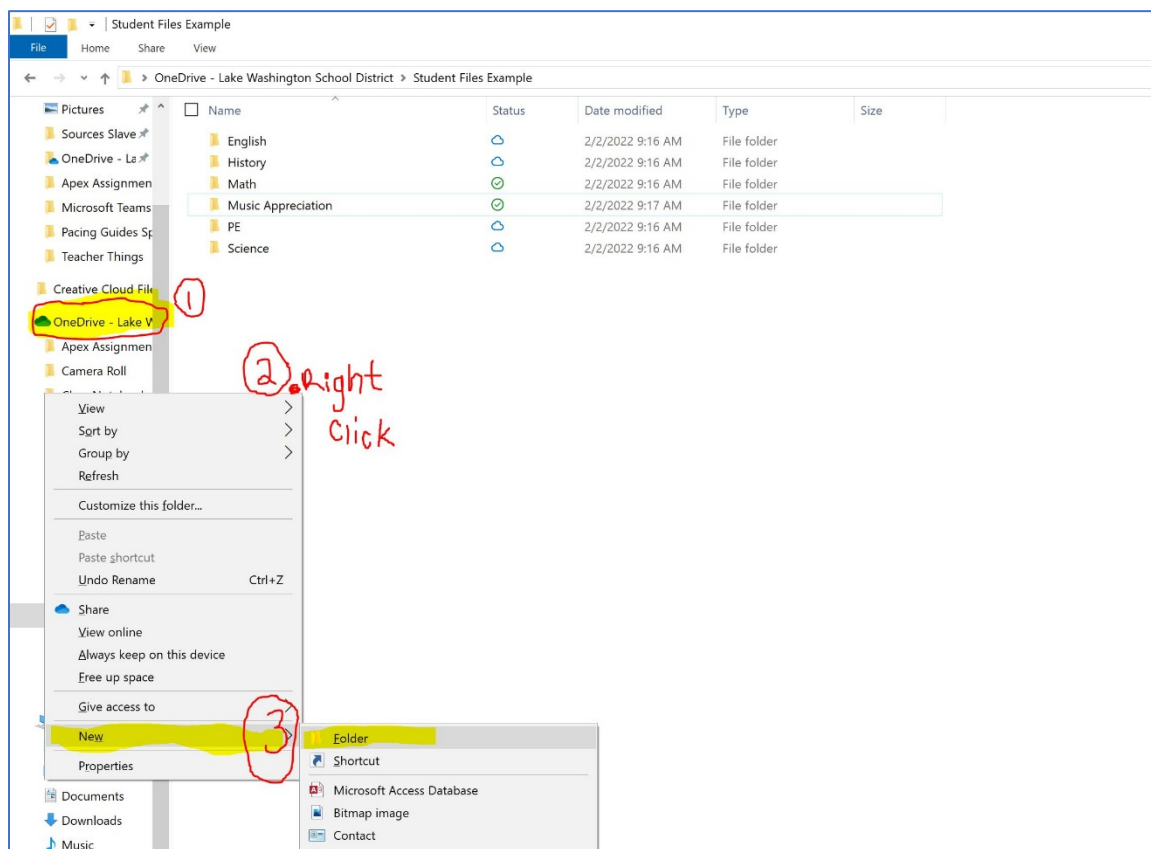 Student Files Example
File Home Share View
OneDrive - Lake Washington School District > Student Files Example
Name Status Date modified Type Size
Pictures
Sources Slave
OneDrive - La
Apex Assignmen
Microsoft Teams
Pacing Guides Sp
Teacher Things
English 2/2/2022 9:16 AM File folder
History 2/2/2022 9:16 AM File folder
Math 2/2/2022 9:16 AM File folder
Music Appreciation 2/2/2022 9:17 AM File folder
PE 2/2/2022 9:16 AM File folder
Science 2/2/2022 9:16 AM File folder
Creative Cloud File
1
OneDrive - Lake W
Apex Assignmen
Camera Roll
2. Right
Click
View
Sort by
Group by
Refresh
Customize this folder...
Paste
Paste shortcut
Undo Rename Ctrl+Z
Share
View online
Always keep on this device
Free up space
Give access to
New 3
Properties
Folder
Shortcut
Microsoft Access Database
Bitmap image
Contact
Documents
Downloads
Music